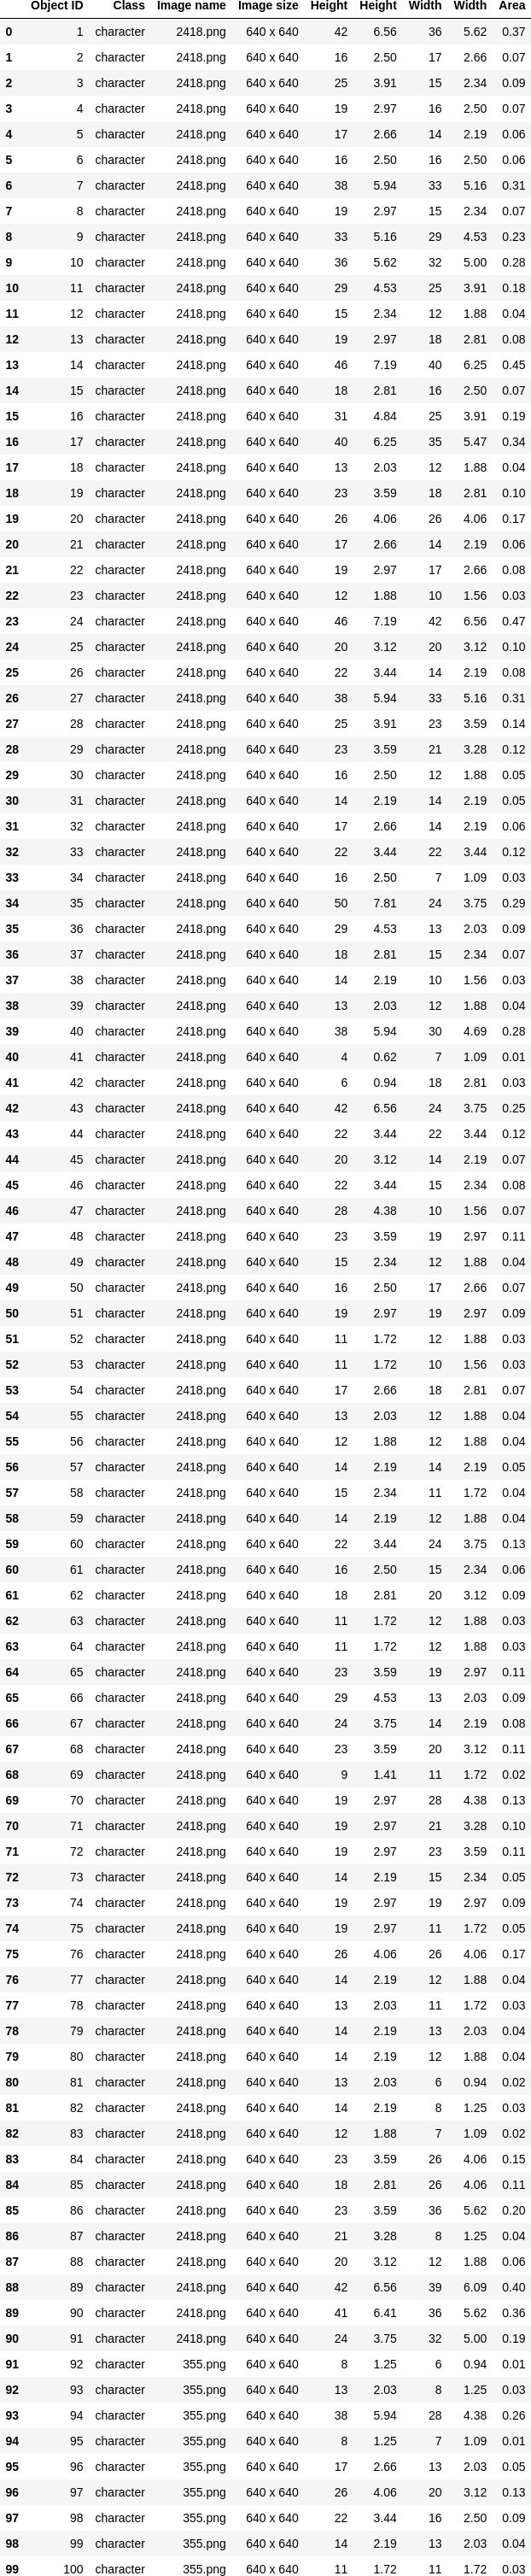 Object ID Class Image name Image size Height Height Width Width Area
0 1 character 2418.png 640 x 640 42 6.56 36 5.62 0.37
1 2 character 2418.png 640 x 640 16 2.50 17 2.66 0.07
2 3 character 2418.png 640 x 640 25 3.91 15 2.34 0.09
3 4 character 2418.png 640 x 640 19 2.97 16 2.50 0.07
4 5 character 2418.png 640 x 640 17 2.66 14 2.19 0.06
5 6 character 2418.png 640 x 640 16 2.50 16 2.50 0.06
6 7 character 2418.png 640 x 640 38 5.94 33 5.16 0.31
7 8 character 2418.png 640 x 640 19 2.97 15 2.34 0.07
8 9 character 2418.png 640 x 640 33 5.16 29 4.53 0.23
9 10 character 2418.png 640 x 640 36 5.62 32 5.00 0.28
10 11 character 2418.png 640 x 640 29 4.53 25 3.91 0.18
11 12 character 2418.png 640 x 640 15 2.34 12 1.88 0.04
12 13 character 2418.png 640 x 640 19 2.97 18 2.81 0.08
13 14 character 2418.png 640 x 640 46 7.19 40 6.25 0.45
14 15 character 2418.png 640 x 640 18 2.81 16 2.50 0.07
15 16 character 2418.png 640 x 640 31 4.84 25 3.91 0.19
16 17 character 2418.png 640 x 640 40 6.25 35 5.47 0.34
17 18 character 2418.png 640 x 640 13 2.03 12 1.88 0.04
18 19 character 2418.png 640 x 640 23 3.59 18 2.81 0.10
19 20 character 2418.png 640 x 640 26 4.06 26 4.06 0.17
20 21 character 2418.png 640 x 640 17 2.66 14 2.19 0.06
21 22 character 2418.png 640 x 640 19 2.97 17 2.66 0.08
22 23 character 2418.png 640 x 640 12 1.88 10 1.56 0.03
23 24 character 2418.png 640 x 640 46 7.19 42 6.56 0.47
24 25 character 2418.png 640 x 640 20 3.12 20 3.12 0.10
25 26 character 2418.png 640 x 640 22 3.44 14 2.19 0.08
26 27 character 2418.png 640 x 640 38 5.94 33 5.16 0.31
27 28 character 2418.png 640 x 640 25 3.91 23 3.59 0.14
28 29 character 2418.png 640 x 640 23 3.59 21 3.28 0.12
29 30 character 2418.png 640 x 640 16 2.50 12 1.88 0.05
30 31 character 2418.png 640 x 640 14 2.19 14 2.19 0.05
31 32 character 2418.png 640 x 640 17 2.66 14 2.19 0.06
32 33 character 2418.png 640 x 640 22 3.44 22 3.44 0.12
33 34 character 2418.png 640 x 640 16 2.50 7 1.09 0.03
34 35 character 2418.png 640 x 640 50 7.81 24 3.75 0.29
35 36 character 2418.png 640 x 640 29 4.53 13 2.03 0.09
36 37 character 2418.png 640 x 640 18 2.81 15 2.34 0.07
37 38 character 2418.png 640 x 640 14 2.19 10 1.56 0.03
38 39 character 2418.png 640 x 640 13 2.03 12 1.88 0.04
39 40 character 2418.png 640 x 640 38 5.94 30 4.69 0.28
40 41 character 2418.png 640 x 640 4 0.62 7 1.09 0.01
41 42 character 2418.png 640 x 640 6 0.94 18 2.81 0.03
42 43 character 2418.png 640 x 640 42 6.56 24 3.75 0.25
43 44 character 2418.png 640 x 640 22 3.44 22 3.44 0.12
44 45 character 2418.png 640 x 640 20 3.12 14 2.19 0.07
45 46 character 2418.png 640 x 640 22 3.44 15 2.34 0.08
46 47 character 2418.png 640 x 640 28 4.38 10 1.56 0.07
47 48 character 2418.png 640 x 640 23 3.59 19 2.97 0.11
48 49 character 2418.png 640 x 640 15 2.34 12 1.88 0.04
49 50 character 2418.png 640 x 640 16 2.50 17 2.66 0.07
50 51 character 2418.png 640 x 640 19 2.97 19 2.97 0.09
51 52 character 2418.png 640 x 640 11 1.72 12 1.88 0.03
52 53 character 2418.png 640 x 640 11 1.72 10 1.56 0.03
53 54 character 2418.png 640 x 640 17 2.66 18 2.81 0.07
54 55 character 2418.png 640 x 640 13 2.03 12 1.88 0.04
55 56 character 2418.png 640 x 640 12 1.88 12 1.88 0.04
56 57 character 2418.png 640 x 640 14 2.19 14 2.19 0.05
57 58 character 2418.png 640 x 640 15 2.34 11 1.72 0.04
58 59 character 2418.png 640 x 640 14 2.19 12 1.88 0.04
59 60 character 2418.png 640 x 640 22 3.44 24 3.75 0.13
60 61 character 2418.png 640 x 640 16 2.50 15 2.34 0.06
61 62 character 2418.png 640 x 640 18 2.81 20 3.12 0.09
62 63 character 2418.png 640 x 640 11 1.72 12 1.88 0.03
63 64 character 2418.png 640 x 640 11 1.72 12 1.88 0.03
64 65 character 2418.png 640 x 640 23 3.59 19 2.97 0.11
65 66 character 2418.png 640 x 640 29 4.53 13 2.03 0.09
66 67 character 2418.png 640 x 640 24 3.75 14 2.19 0.08
67 68 character 2418.png 640 x 640 23 3.59 20 3.12 0.11
68 69 character 2418.png 640 x 640 9 1.41 11 1.72 0.02
69 70 character 2418.png 640 x 640 19 2.97 28 4.38 0.13
70 71 character 2418.png 640 x 640 19 2.97 21 3.28 0.10
71 72 character 2418.png 640 x 640 19 2.97 23 3.59 0.11
72 73 character 2418.png 640 x 640 14 2.19 15 2.34 0.05
73 74 character 2418.png 640 x 640 19 2.97 19 2.97 0.09
74 75 character 2418.png 640 x 640 19 2.97 11 1.72 0.05
75 76 character 2418.png 640 x 640 26 4.06 26 4.06 0.17
76 77 character 2418.png 640 x 640 14 2.19 12 1.88 0.04
77 78 character 2418.png 640 x 640 13 2.03 11 1.72 0.03
78 79 character 2418.png 640 x 640 14 2.19 13 2.03 0.04
79 80 character 2418.png 640 x 640 14 2.19 12 1.88 0.04
80 81 character 2418.png 640 x 640 13 2.03 6 0.94 0.02
81 82 character 2418.png 640 x 640 14 2.19 8 1.25 0.03
82 83 character 2418.png 640 x 640 12 1.88 7 1.09 0.02
83 84 character 2418.png 640 x 640 23 3.59 26 4.06 0.15
84 85 character 2418.png 640 x 640 18 2.81 26 4.06 0.11
85 86 character 2418.png 640 x 640 23 3.59 36 5.62 0.20
86 87 character 2418.png 640 x 640 21 3.28 8 1.25 0.04
87 88 character 2418.png 640 x 640 20 3.12 12 1.88 0.06
88 89 character 2418.png 640 x 640 42 6.56 39 6.09 0.40
89 90 character 2418.png 640 x 640 41 6.41 36 5.62 0.36
90 91 character 2418.png 640 x 640 24 3.75 32 5.00 0.19
91 92 character 355.png 640 x 640 8 1.25 6 0.94 0.01
92 93 character 355.png 640 x 640 13 2.03 8 1.25 0.03
93 94 character 355.png 640 x 640 38 5.94 28 4.38 0.26
94 95 character 355.png 640 x 640 8 1.25 7 1.09 0.01
95 96 character 355.png 640 x 640 17 2.66 13 2.03 0.05
96 97 character 355.png 640 x 640 26 4.06 20 3.12 0.13
97 98 character 355.png 640 x 640 22 3.44 16 2.50 0.09
98 99 character 355.png 640 x 640 14 2.19 13 2.03 0.04
99 100 character 355.png 640 x 640 11 1.72 11 1.72 0.03